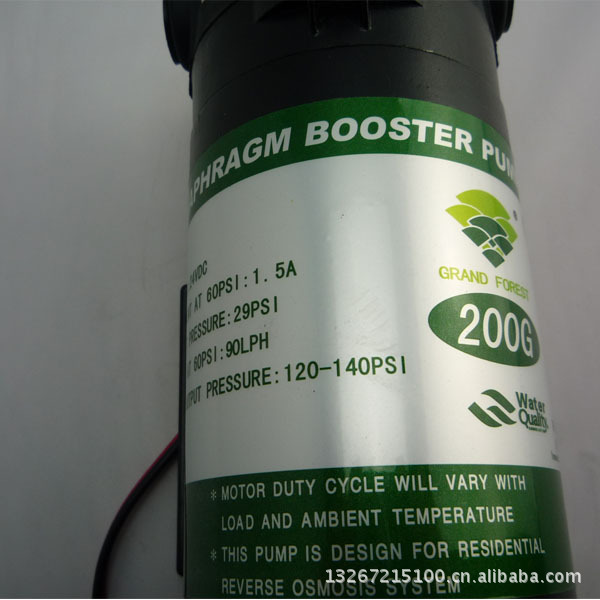 APHRAGM BOOSTER PUM
GRAND FOREST
®
200G
4VDC
AT 60PSI:1.5A
PRESSURE:29PSI
60PSI:90LPH
PUT PRESSURE:120-140PSI
Water
Quality
* MOTOR DUTY CYCLE WILL VARY WITH
LOAD AND AMBIENT TEMPERATURE
* THIS PUMP IS DESIGN FOR RESIDENTIAL
REVERSE OSMOSIS SYSTEM
13267215100.cn.alibaba.com